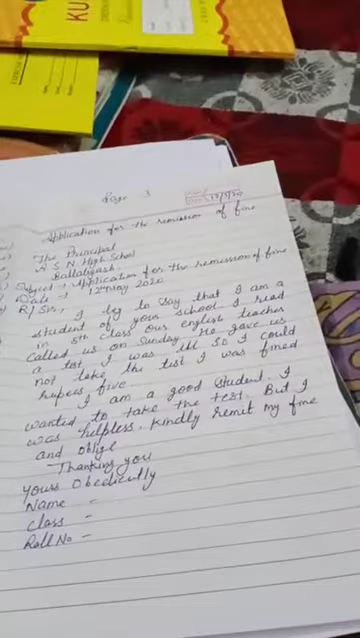 KU
Page 3
Application for the remission of fine
The Principal
A S N High School
Ballabgash
Subject → Application for the remission of fine
Date → 12th May 2020
R/Sir,
I beg to say that I am a
student of your school I read
in 5th class our english teacher
called us on Sunday. He gave us
a test I was ill so I could
not take the test I was fined
rupees five.
I am a good student. I
wanted to take the test. But I
was helpless. Kindly remit my fine
and oblige
Thanking you
yours Obediently
Name -
Class -
Roll No -